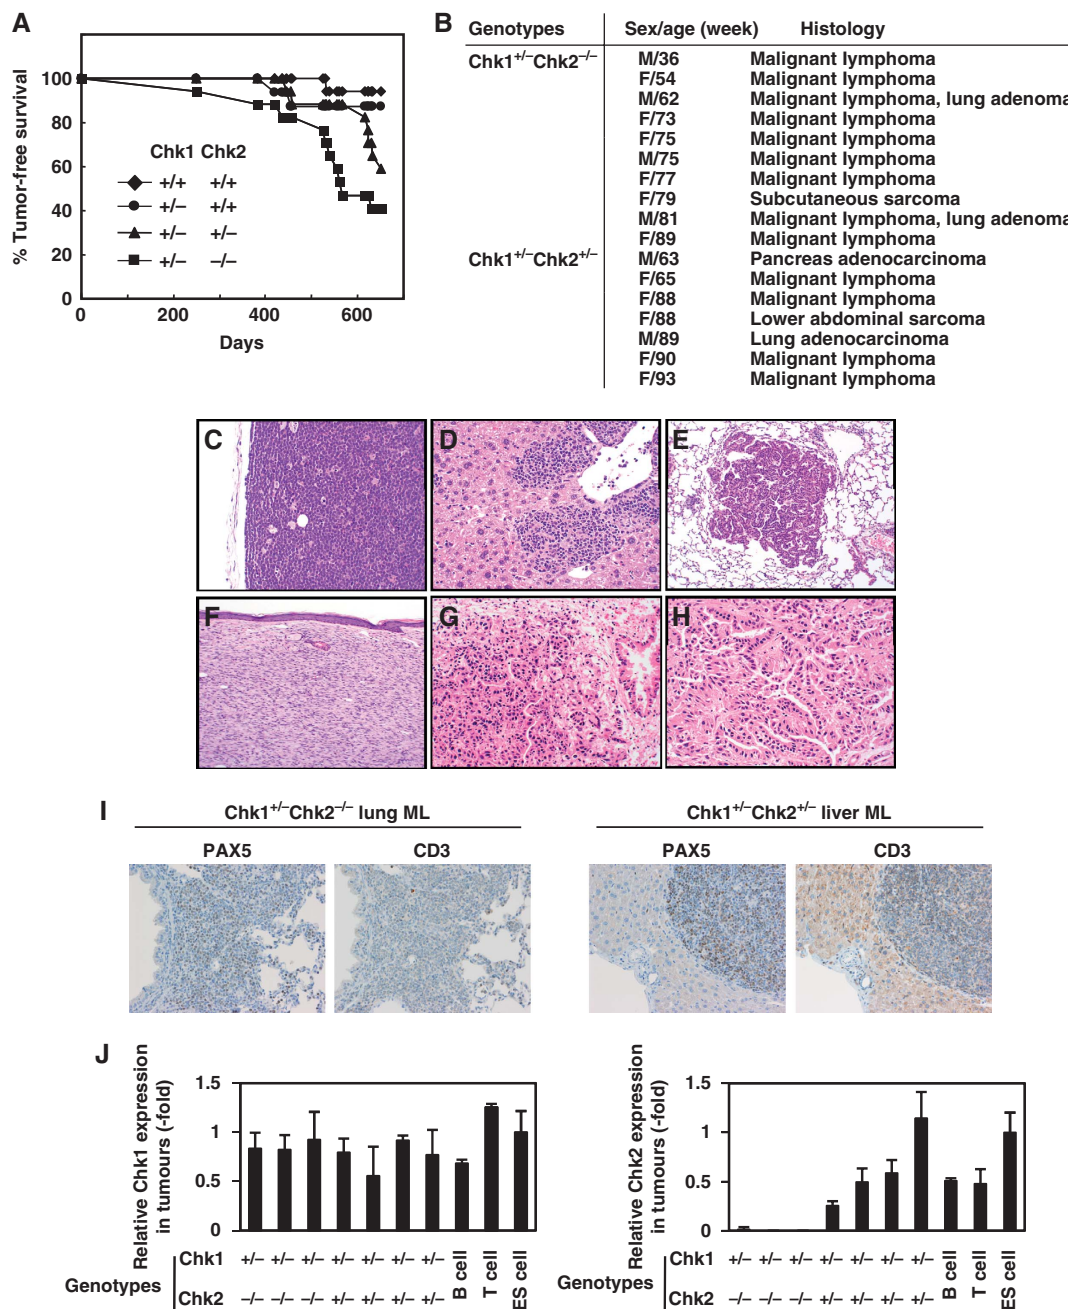 A
% Tumor-free survival
100
80
60
40
20
0
0 200 400 600
Days
Chk1 Chk2
+/+ +/+
+/– +/+
+/– +/–
+/– –/–
B
Genotypes Sex/age (week) Histology
Chk1+/–Chk2–/– M/36 Malignant lymphoma
F/54 Malignant lymphoma
M/62 Malignant lymphoma, lung adenoma
F/73 Malignant lymphoma
F/75 Malignant lymphoma
M/75 Malignant lymphoma
F/77 Malignant lymphoma
F/79 Subcutaneous sarcoma
M/81 Malignant lymphoma, lung adenoma
F/89 Malignant lymphoma
Chk1+/–Chk2+/– M/63 Pancreas adenocarcinoma
F/65 Malignant lymphoma
F/88 Malignant lymphoma
F/88 Lower abdominal sarcoma
M/89 Lung adenocarcinoma
F/90 Malignant lymphoma
F/93 Malignant lymphoma
C D E
F G H
I
Chk1+/–Chk2–/– lung ML
PAX5 CD3
Chk1+/–Chk2+/– liver ML
PAX5 CD3
J
Relative Chk1 expression
in tumours (-fold)
1.5
1
0.5
0
Genotypes
Chk1 +/– +/– +/– +/– +/– +/– +/–
Chk2 –/– –/– –/– +/– +/– +/– +/–
B cell
T cell
ES cell
Relative Chk2 expression
in tumours (-fold)
1.5
1
0.5
0
Genotypes
Chk1 +/– +/– +/– +/– +/– +/– +/–
Chk2 –/– –/– –/– +/– +/– +/– +/–
B cell
T cell
ES cell